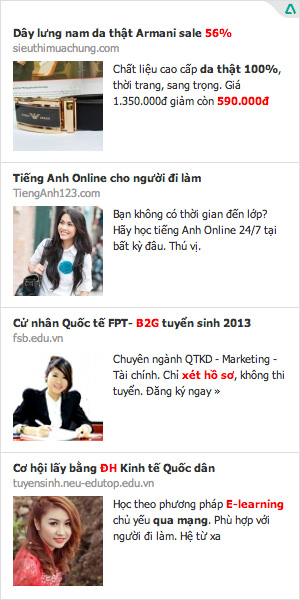 Dây lưng nam da thật Armani sale 56%
sieuthimuachung.com
Chất liệu cao cấp da thật 100%,
thời trang, sang trọng. Giá
1.350.000đ giảm còn 590.000đ
Tiếng Anh Online cho người đi làm
TiengAnh123.com
Bạn không có thời gian đến lớp?
Hãy học tiếng Anh Online 24/7 tại
bất kỳ đâu. Thú vị.
Cử nhân Quốc tế FPT- B2G tuyển sinh 2013
fsb.edu.vn
Chuyên ngành QTKD - Marketing -
Tài chính. Chỉ xét hồ sơ, không thi
tuyển. Đăng ký ngay »
Cơ hội lấy bằng ĐH Kinh tế Quốc dân
tuyensinh.neu-edutop.edu.vn
Học theo phương pháp E-learning
chủ yếu qua mạng. Phù hợp với
người đi làm. Hệ từ xa